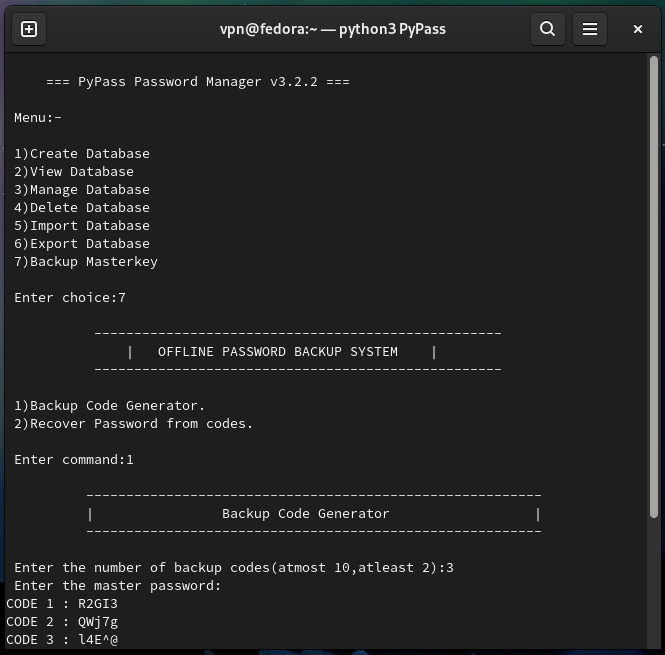 vpn@fedora:~ — python3 PyPass
=== PyPass Password Manager v3.2.2 ===
Menu:-
1)Create Database
2)View Database
3)Manage Database
4)Delete Database
5)Import Database
6)Export Database
7)Backup Masterkey
Enter choice:7
---------------------------------------------------
|   OFFLINE PASSWORD BACKUP SYSTEM    |
---------------------------------------------------
1)Backup Code Generator.
2)Recover Password from codes.
Enter command:1
---------------------------------------------------------
|                Backup Code Generator                  |
---------------------------------------------------------
Enter the number of backup codes(atmost 10,atleast 2):3
Enter the master password:
CODE 1 : R2GI3
CODE 2 : QWj7g
CODE 3 : l4E^@